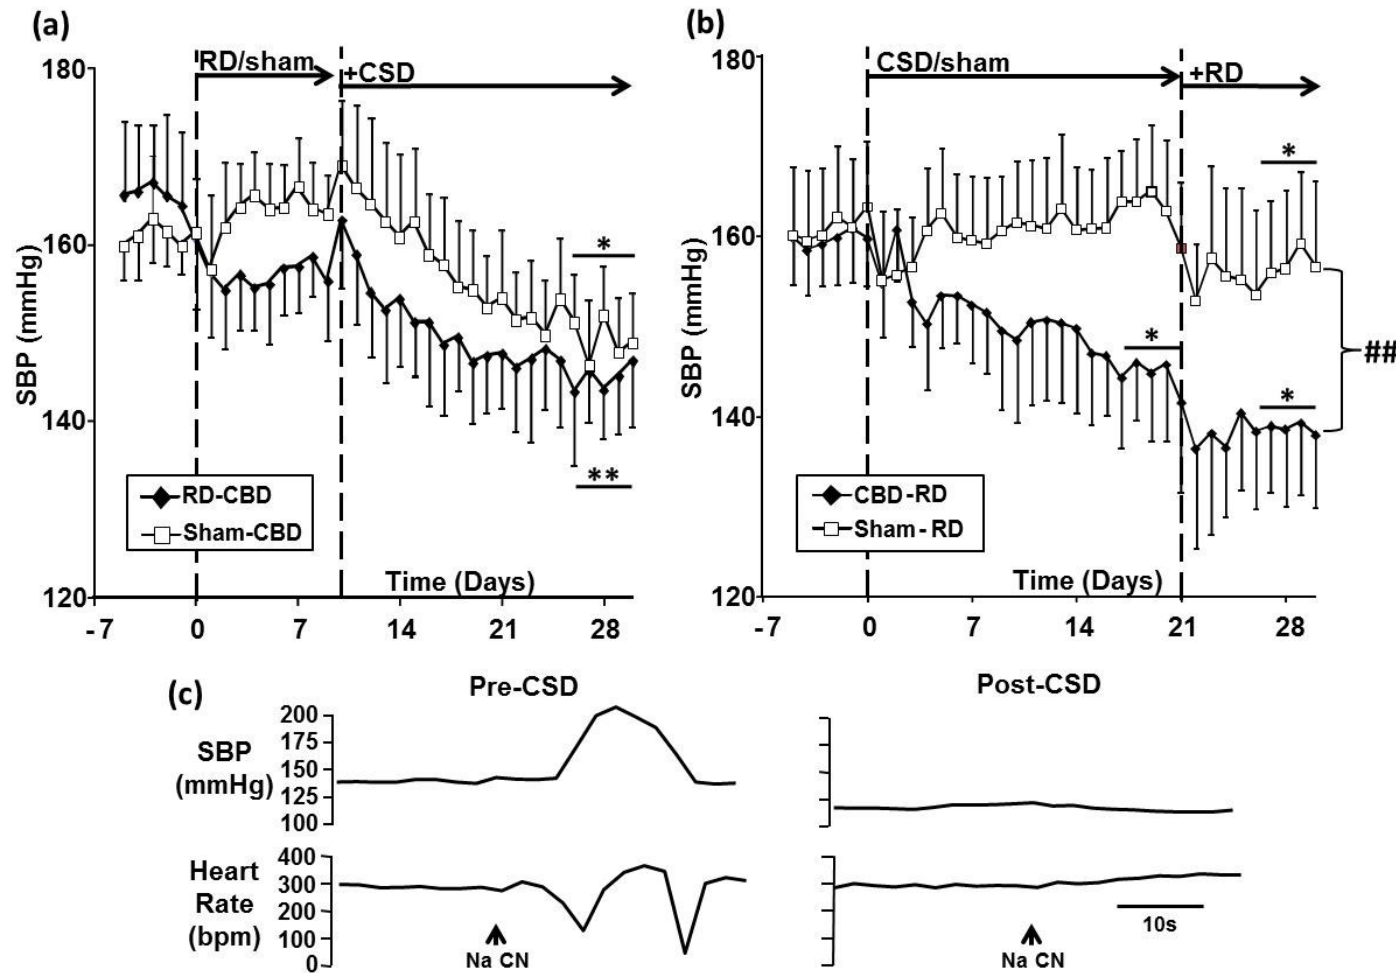 (a)
RD/sham
+CSD
180
160
140
120
SBP (mmHg)
*
**
RD-CBD
Sham-CBD
Time (Days)
-7 0 7 14 21 28
(b)
CSD/sham
+RD
180
160
140
120
SBP (mmHg)
*
*
*
##
CBD-RD
Sham-RD
Time (Days)
-7 0 7 14 21 28
(c)
Pre-CSD
Post-CSD
SBP
(mmHg)
200
175
150
125
100
Heart
Rate
(bpm)
400
300
200
100
0
Na CN
Na CN
10s